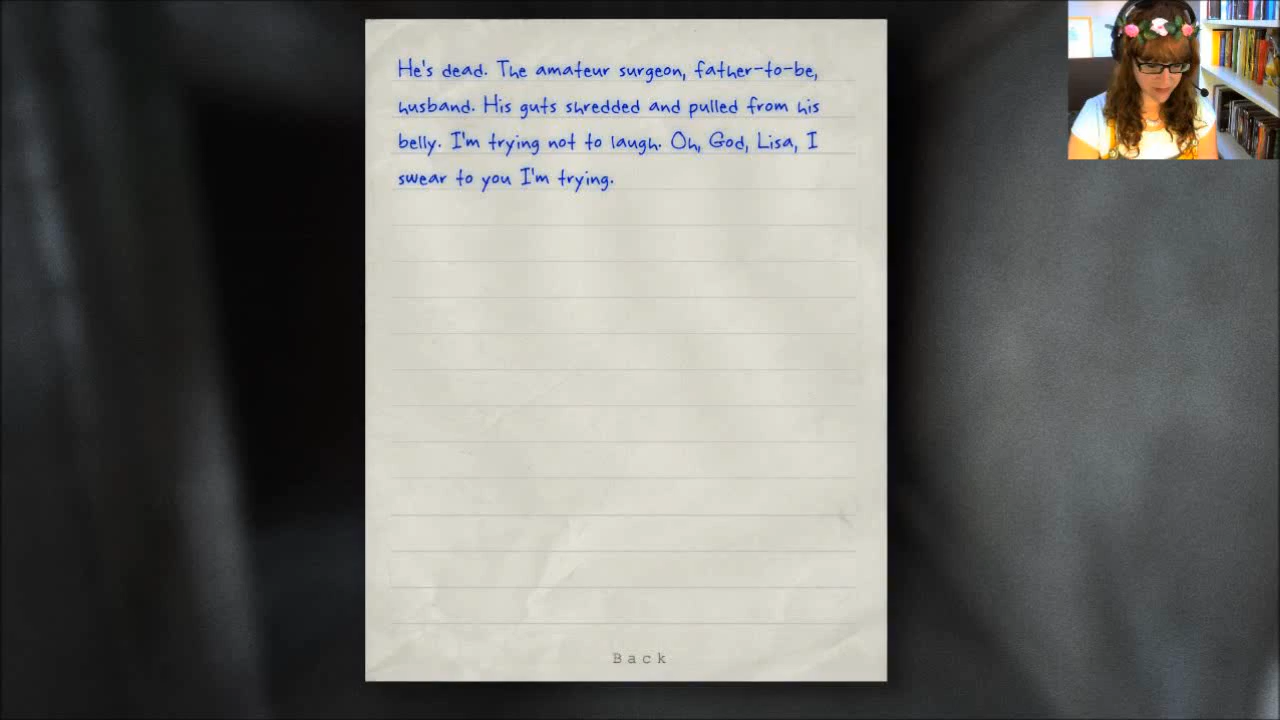 He's dead. The amateur surgeon, father-to-be,
husband. His guts shredded and pulled from his
belly. I'm trying not to laugh. Oh, God, Lisa, I
swear to you I'm trying.
Back